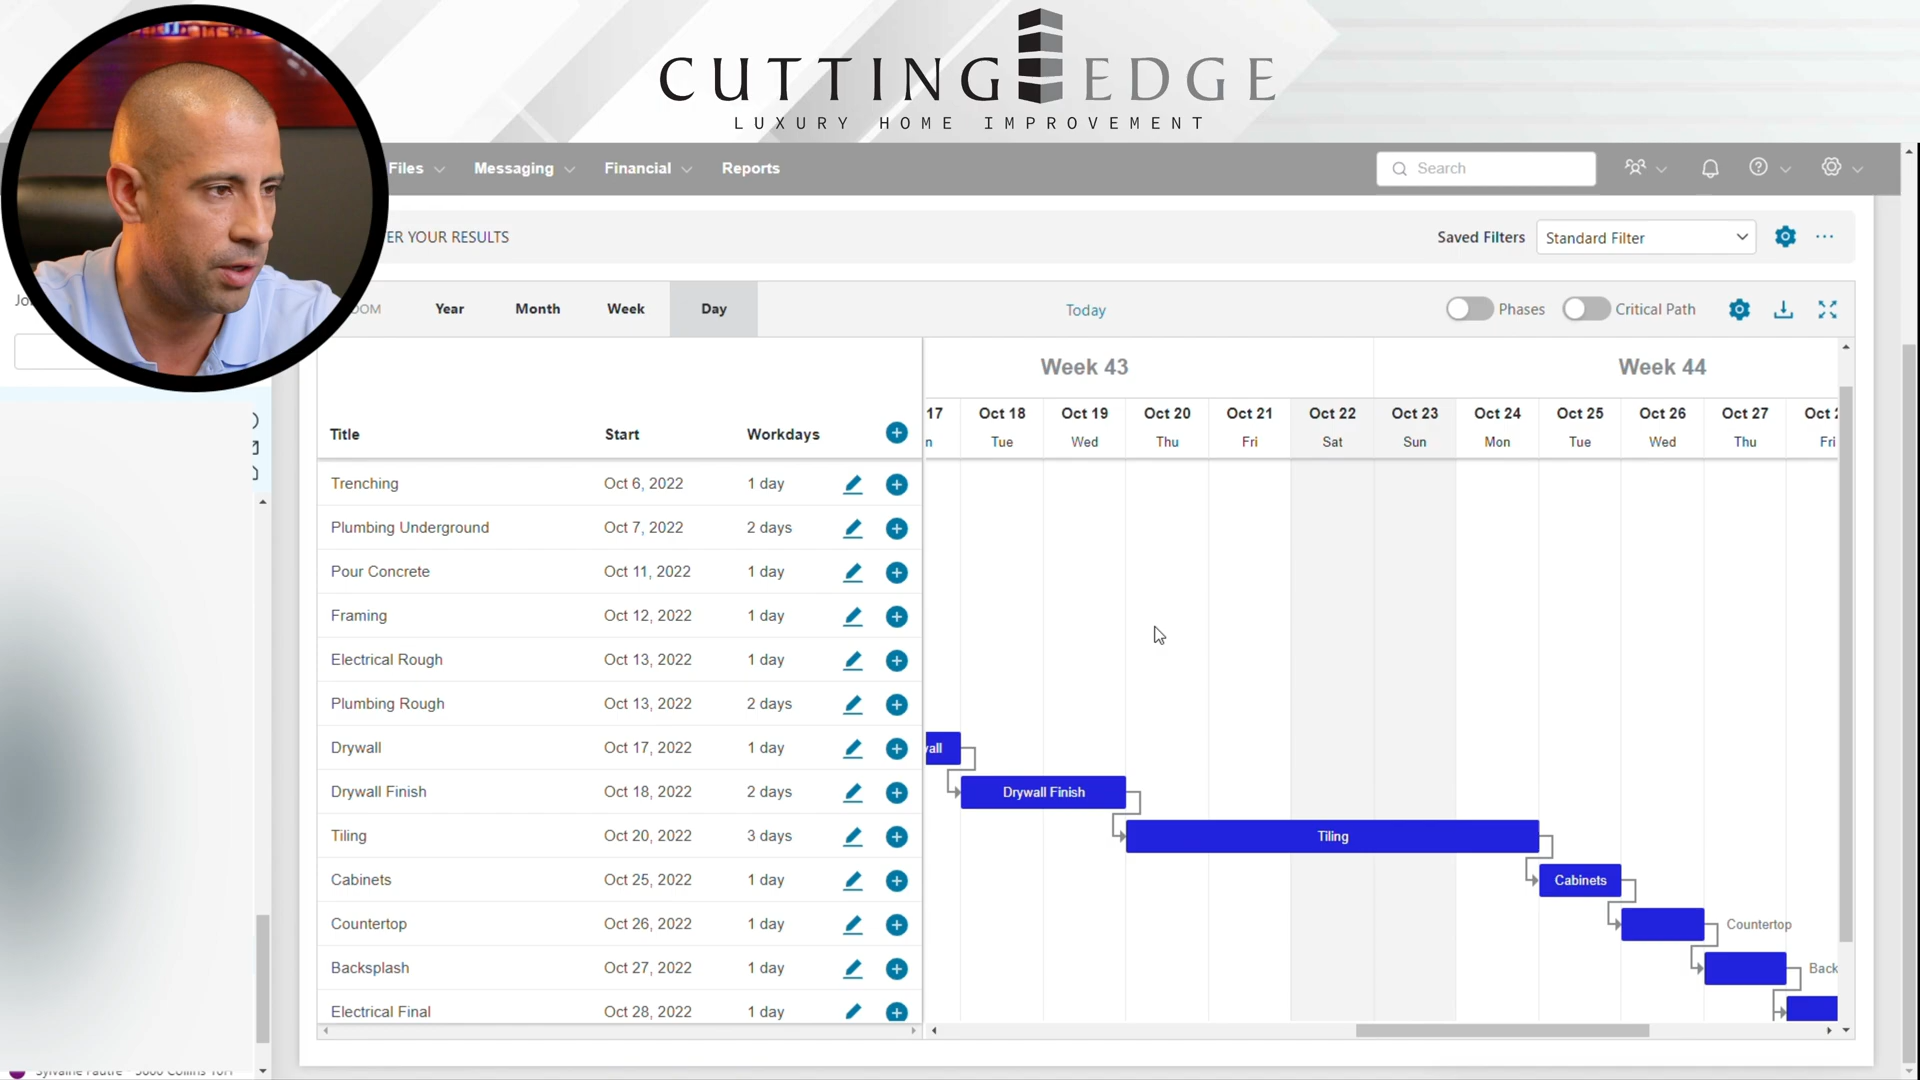 CUTTING EDGE
LUXURY HOME IMPROVEMENT
Files Messaging Financial Reports Search
ER YOUR RESULTS Saved Filters Standard Filter
OOM Year Month Week Day Today Phases Critical Path
Week 43 Week 44
17 Oct 18 Oct 19 Oct 20 Oct 21 Oct 22 Oct 23 Oct 24 Oct 25 Oct 26 Oct 27 Oct
n Tue Wed Thu Fri Sat Sun Mon Tue Wed Thu Fri
Title Start Workdays
Trenching Oct 6, 2022 1 day
Plumbing Underground Oct 7, 2022 2 days
Pour Concrete Oct 11, 2022 1 day
Framing Oct 12, 2022 1 day
Electrical Rough Oct 13, 2022 1 day
Plumbing Rough Oct 13, 2022 2 days
Drywall Oct 17, 2022 1 day all
Drywall Finish Oct 18, 2022 2 days Drywall Finish
Tiling Oct 20, 2022 3 days Tiling
Cabinets Oct 25, 2022 1 day Cabinets
Countertop Oct 26, 2022 1 day Countertop
Backsplash Oct 27, 2022 1 day Back
Electrical Final Oct 28, 2022 1 day